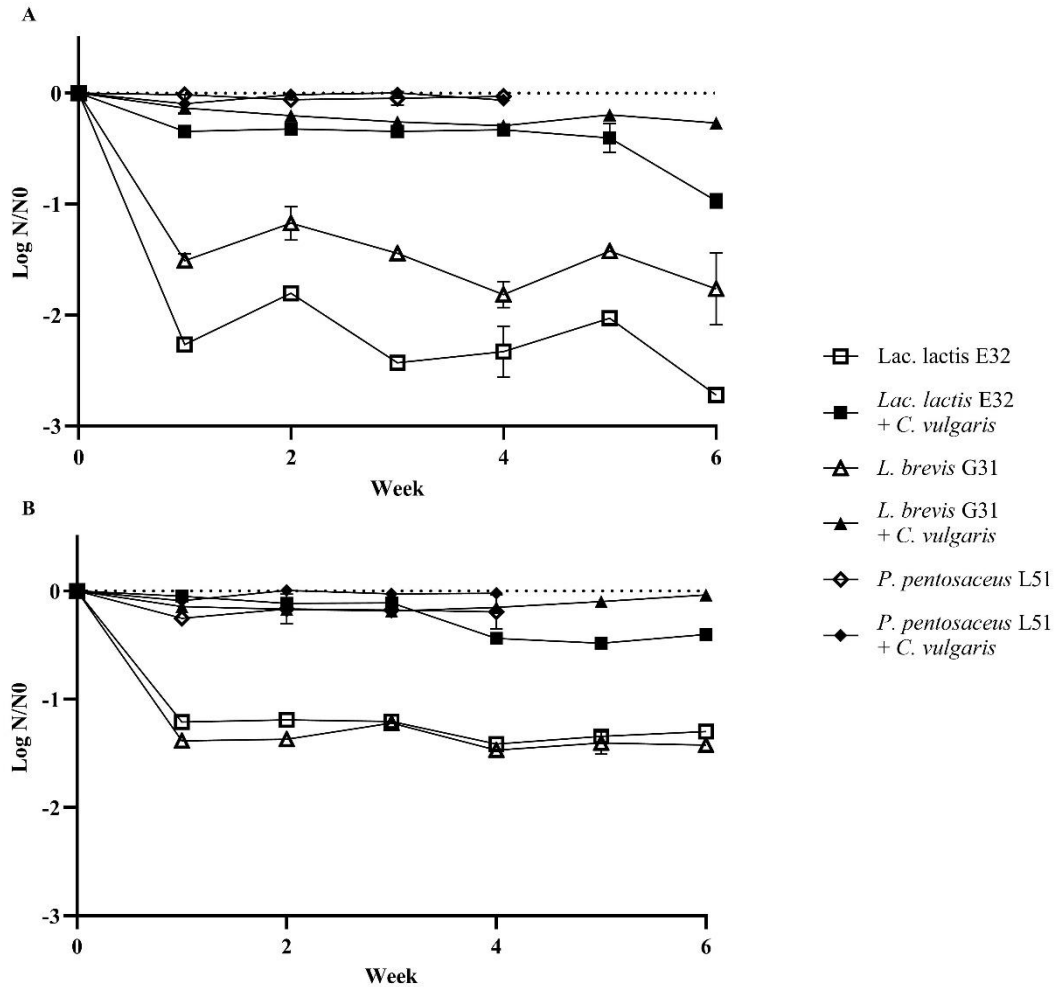 A
0
-1
-2
-3
Log N/N0
0
2
4
6
Week
B
0
-1
-2
-3
Log N/N0
0
2
4
6
Week
Lac. lactis E32
Lac. lactis E32
+ C. vulgaris
L. brevis G31
L. brevis G31
+ C. vulgaris
P. pentosaceus L51
P. pentosaceus L51
+ C. vulgaris